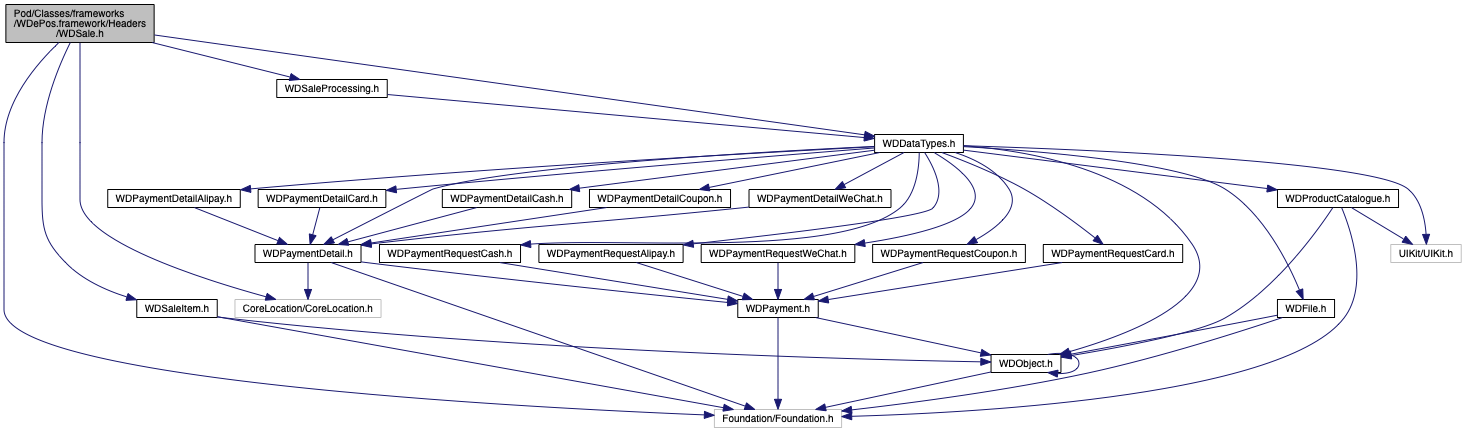 Pod/Classes/frameworks
/WDePos.framework/Headers
/WDSale.h
WDSaleProcessing.h
WDDataTypes.h
WDPaymentDetailAlipay.h
WDPaymentDetailCard.h
WDPaymentDetailCash.h
WDPaymentDetailCoupon.h
WDPaymentDetailWeChat.h
WDProductCatalogue.h
WDPaymentDetail.h
WDPaymentRequestCash.h
WDPaymentRequestAlipay.h
WDPaymentRequestWeChat.h
WDPaymentRequestCoupon.h
WDPaymentRequestCard.h
UIKit/UIKit.h
WDSaleItem.h
CoreLocation/CoreLocation.h
WDPayment.h
WDFile.h
WDObject.h
Foundation/Foundation.h